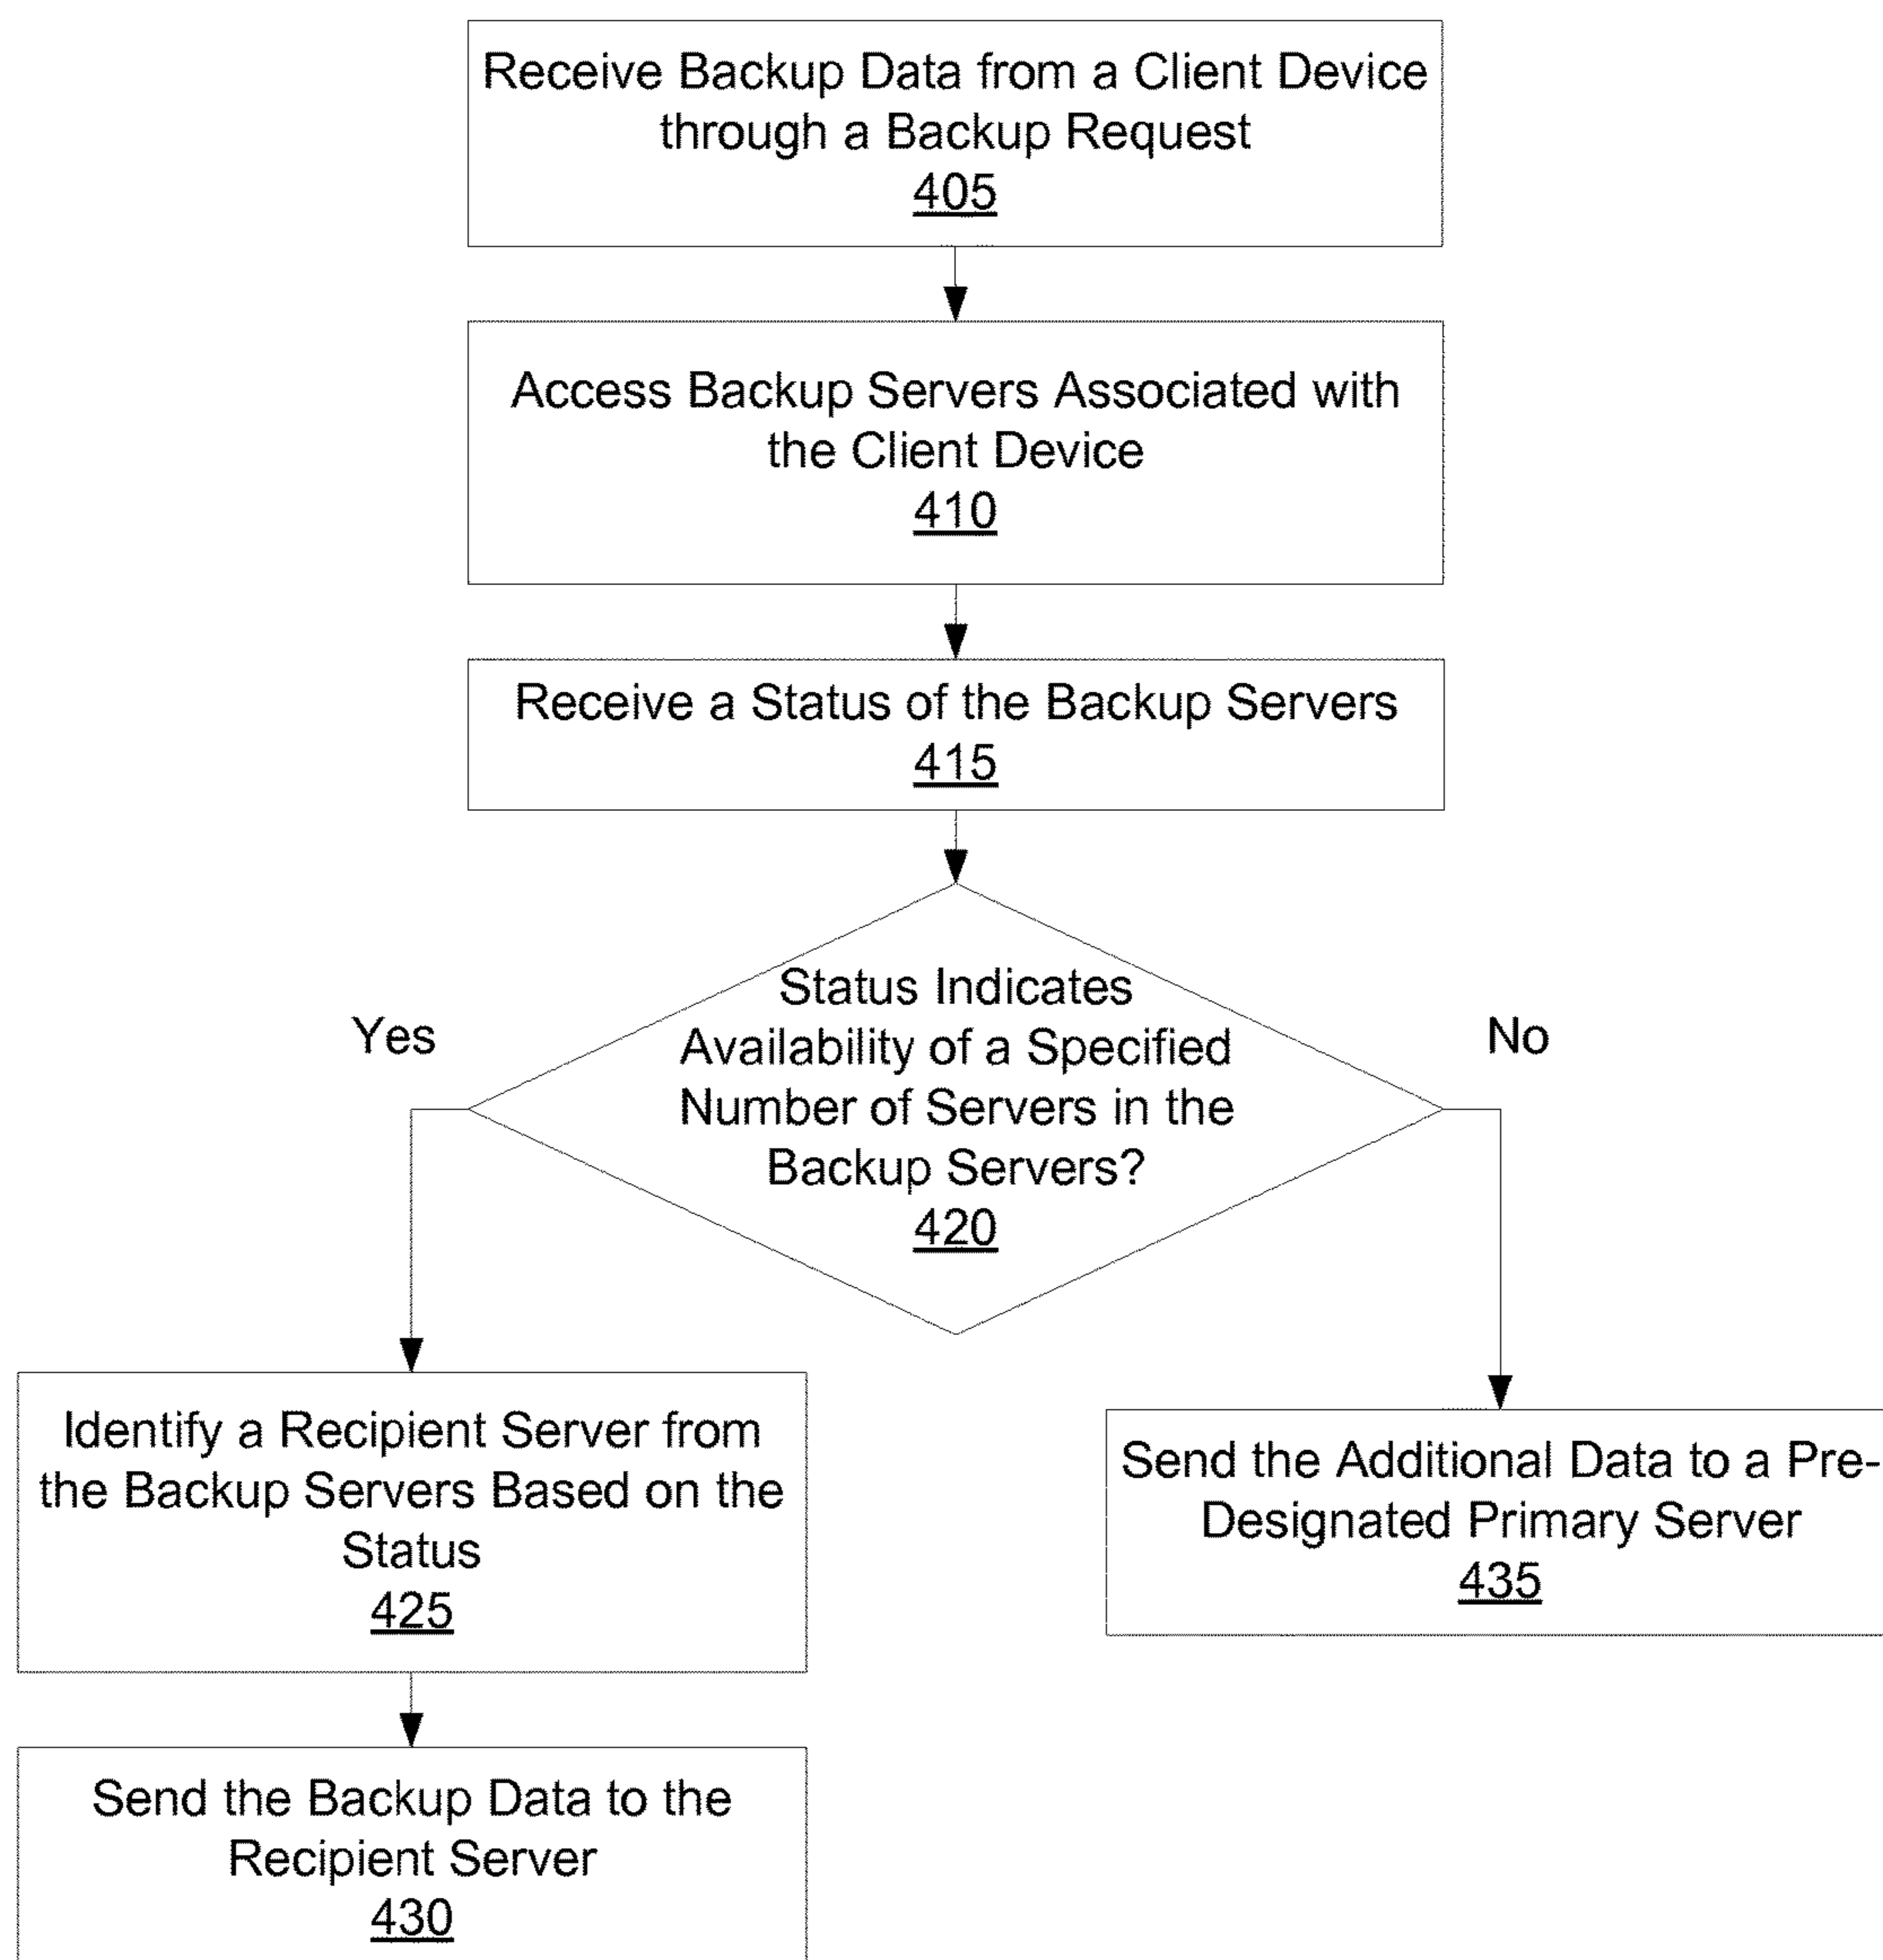 Receive Backup Data from a Client Device
through a Backup Request
405
Access Backup Servers Associated with
the Client Device
410
Receive a Status of the Backup Servers
415
Status Indicates
Availability of a Specified
Number of Servers in the
Backup Servers?
420
Yes
No
Identify a Recipient Server from
the Backup Servers Based on the
Status
425
Send the Backup Data to the
Recipient Server
430
Send the Additional Data to a Pre-
Designated Primary Server
435